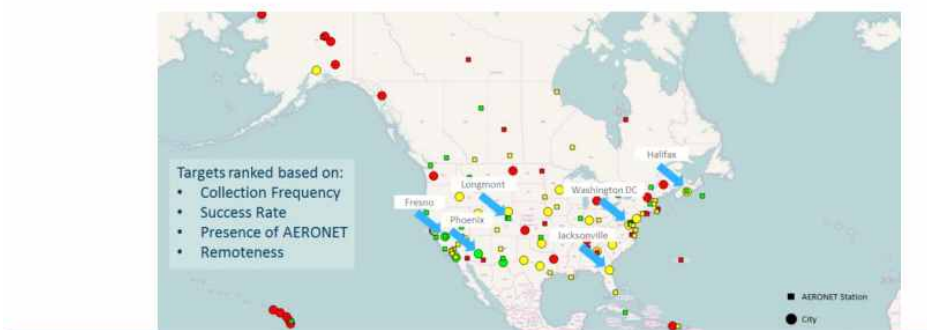 Targets ranked based on:
• Collection Frequency
• Success Rate
• Presence of AERONET
• Remoteness
Halifax
Longmont
Washington DC
Fresno
Phoenix
Jacksonville
AERONET Station
City